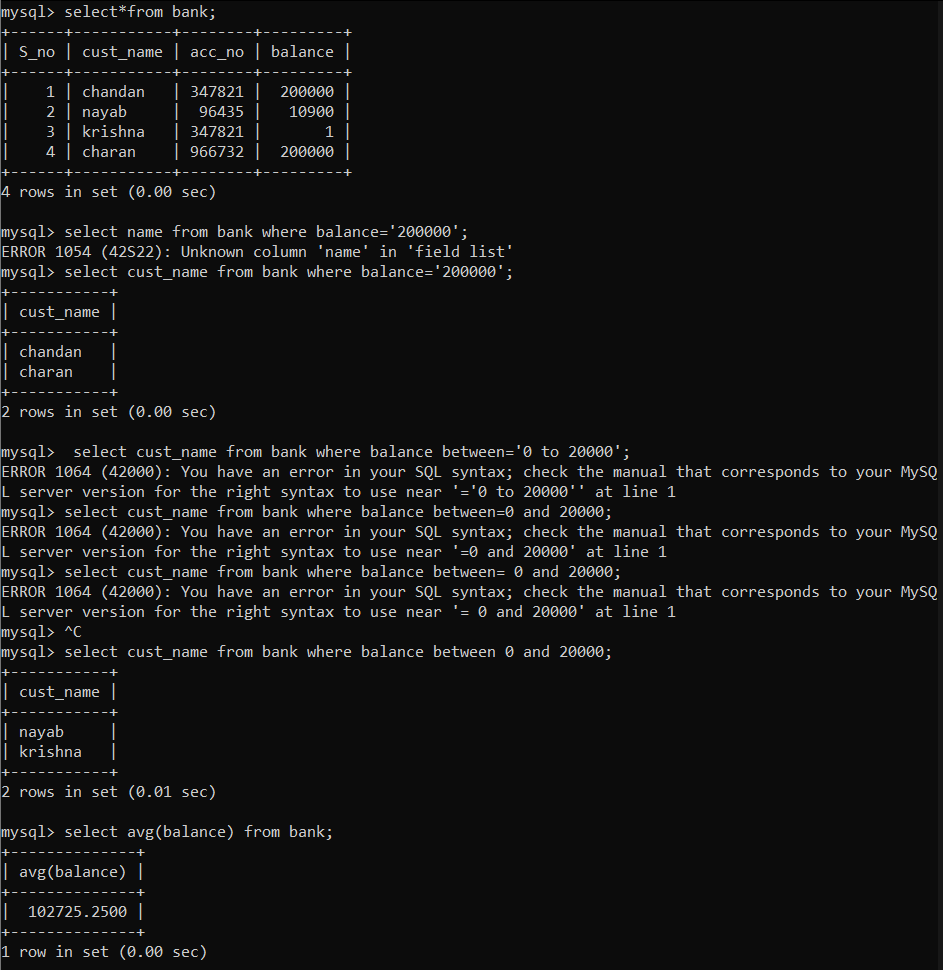 mysql> select*from bank;
+------+-----------+--------+---------+
| S_no | cust_name | acc_no | balance |
+------+-----------+--------+---------+
|    1 | chandan   | 347821 |  200000 |
|    2 | nayab     |  96435 |   10900 |
|    3 | krishna   | 347821 |       1 |
|    4 | charan    | 966732 |  200000 |
+------+-----------+--------+---------+
4 rows in set (0.00 sec)

mysql> select name from bank where balance='200000';
ERROR 1054 (42S22): Unknown column 'name' in 'field list'
mysql> select cust_name from bank where balance='200000';
+-----------+
| cust_name |
+-----------+
| chandan   |
| charan    |
+-----------+
2 rows in set (0.00 sec)

mysql>  select cust_name from bank where balance between='0 to 20000';
ERROR 1064 (42000): You have an error in your SQL syntax; check the manual that corresponds to your MySQ
L server version for the right syntax to use near '='0 to 20000'' at line 1
mysql> select cust_name from bank where balance between=0 and 20000;
ERROR 1064 (42000): You have an error in your SQL syntax; check the manual that corresponds to your MySQ
L server version for the right syntax to use near '=0 and 20000' at line 1
mysql> select cust_name from bank where balance between= 0 and 20000;
ERROR 1064 (42000): You have an error in your SQL syntax; check the manual that corresponds to your MySQ
L server version for the right syntax to use near '= 0 and 20000' at line 1
mysql> ^C
mysql> select cust_name from bank where balance between 0 and 20000;
+-----------+
| cust_name |
+-----------+
| nayab     |
| krishna   |
+-----------+
2 rows in set (0.01 sec)

mysql> select avg(balance) from bank;
+--------------+
| avg(balance) |
+--------------+
|  102725.2500 |
+--------------+
1 row in set (0.00 sec)